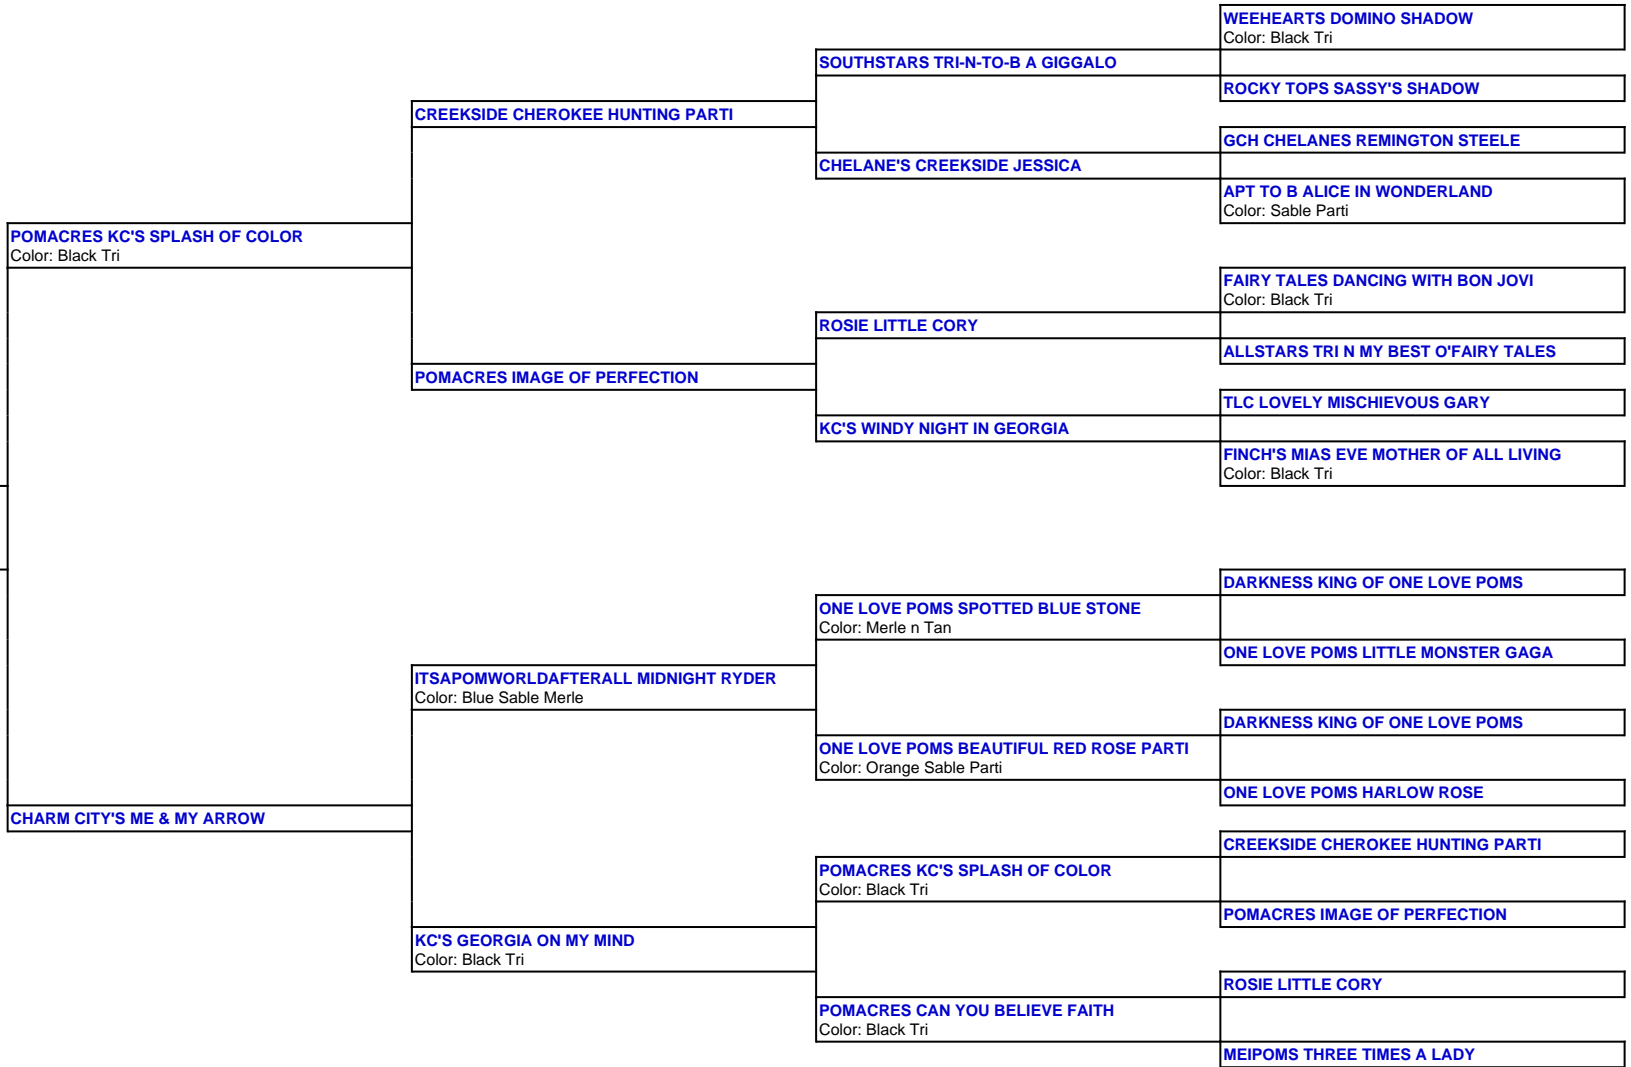 WEEHEARTS DOMINO SHADOW
Color: Black Tri
SOUTHSTARS TRI-N-TO-B A GIGGALO
ROCKY TOPS SASSY'S SHADOW
CREEKSIDE CHEROKEE HUNTING PARTI
GCH CHELANES REMINGTON STEELE
CHELANE'S CREEKSIDE JESSICA
APT TO B ALICE IN WONDERLAND
Color: Sable Parti
POMACRES KC'S SPLASH OF COLOR
Color: Black Tri
FAIRY TALES DANCING WITH BON JOVI
Color: Black Tri
ROSIE LITTLE CORY
ALLSTARS TRI N MY BEST O'FAIRY TALES
POMACRES IMAGE OF PERFECTION
TLC LOVELY MISCHIEVOUS GARY
KC'S WINDY NIGHT IN GEORGIA
FINCH'S MIAS EVE MOTHER OF ALL LIVING
Color: Black Tri
DARKNESS KING OF ONE LOVE POMS
ONE LOVE POMS SPOTTED BLUE STONE
Color: Merle n Tan
ONE LOVE POMS LITTLE MONSTER GAGA
ITSAPOMWORLDAFTERALL MIDNIGHT RYDER
Color: Blue Sable Merle
DARKNESS KING OF ONE LOVE POMS
ONE LOVE POMS BEAUTIFUL RED ROSE PARTI
Color: Orange Sable Parti
ONE LOVE POMS HARLOW ROSE
CHARM CITY'S ME & MY ARROW
CREEKSIDE CHEROKEE HUNTING PARTI
POMACRES KC'S SPLASH OF COLOR
Color: Black Tri
POMACRES IMAGE OF PERFECTION
KC'S GEORGIA ON MY MIND
Color: Black Tri
ROSIE LITTLE CORY
POMACRES CAN YOU BELIEVE FAITH
Color: Black Tri
MEIPOMS THREE TIMES A LADY